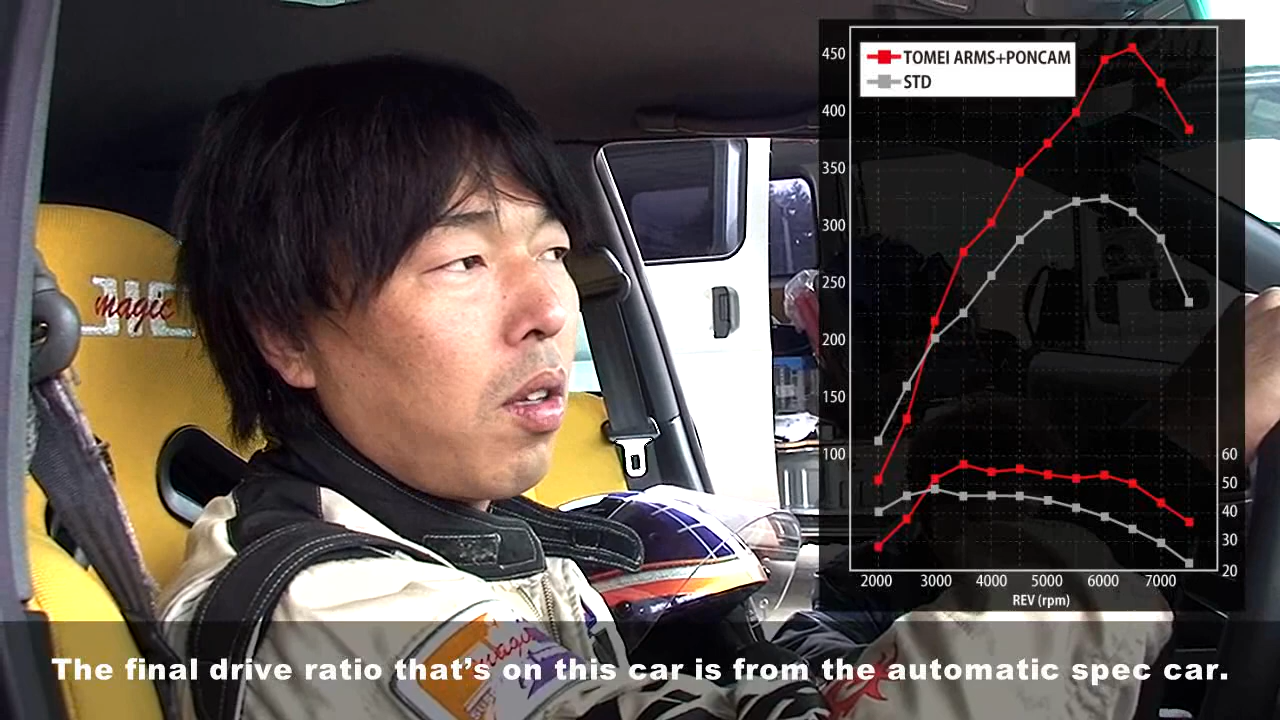 TOMEI ARMS+PONCAM
STD
450
400
350
300
250
200
150
100
60
50
40
30
20
2000 3000 4000 5000 6000 7000
REV (rpm)
magic
The final drive ratio that's on this car is from the automatic spec car.